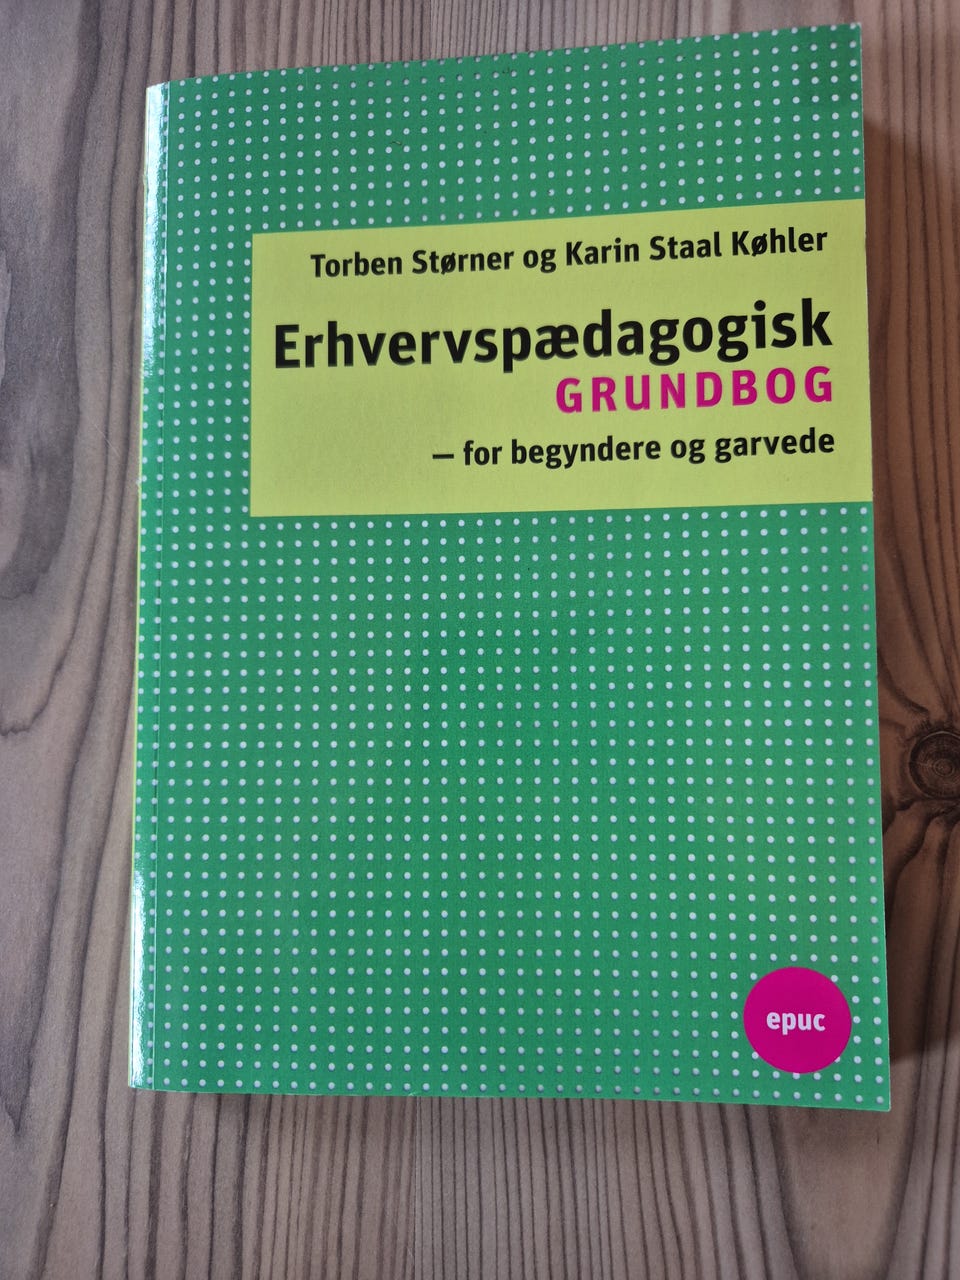 Torben Størner og Karin Staal Køhler
Erhvervspædagogisk
GRUNDBOG
– for begyndere og garvede
epuc